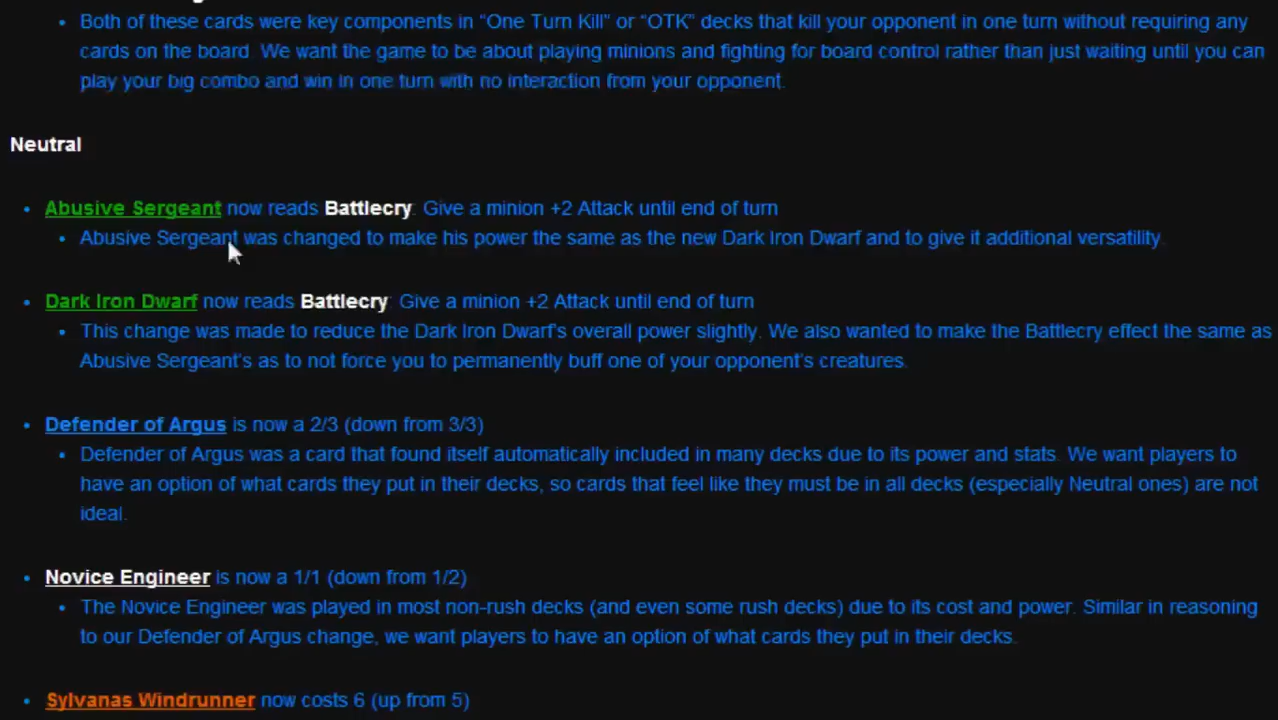 Both of these cards were key components in “One Turn Kill” or “OTK” decks that kill your opponent in one turn without requiring any
cards on the board. We want the game to be about playing minions and fighting for board control rather than just waiting until you can
play your big combo and win in one turn with no interaction from your opponent.
Neutral
Abusive Sergeant now reads Battlecry: Give a minion +2 Attack until end of turn
Abusive Sergeant was changed to make his power the same as the new Dark Iron Dwarf and to give it additional versatility.
Dark Iron Dwarf now reads Battlecry: Give a minion +2 Attack until end of turn
This change was made to reduce the Dark Iron Dwarf's overall power slightly. We also wanted to make the Battlecry effect the same as
Abusive Sergeant's as to not force you to permanently buff one of your opponent's creatures.
Defender of Argus is now a 2/3 (down from 3/3)
Defender of Argus was a card that found itself automatically included in many decks due to its power and stats. We want players to
have an option of what cards they put in their decks, so cards that feel like they must be in all decks (especially Neutral ones) are not
ideal.
Novice Engineer is now a 1/1 (down from 1/2)
The Novice Engineer was played in most non-rush decks (and even some rush decks) due to its cost and power. Similar in reasoning
to our Defender of Argus change, we want players to have an option of what cards they put in their decks.
Sylvanas Windrunner now costs 6 (up from 5)